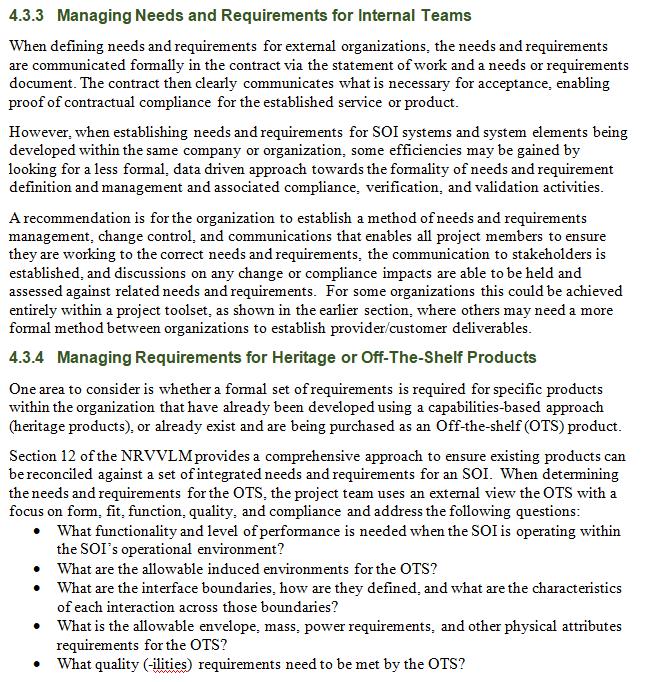 4.3.3 Managing Needs and Requirements for Internal Teams
When defining needs and requirements for external organizations, the needs and requirements
are communicated formally in the contract via the statement of work and a needs or requirements
document. The contract then clearly communicates what is necessary for acceptance, enabling
proof of contractual compliance for the established service or product.
However, when establishing needs and requirements for SOI systems and system elements being
developed within the same company or organization, some efficiencies may be gained by
looking for a less formal, data driven approach towards the formality of needs and requirement
definition and management and associated compliance, verification, and validation activities.
A recommendation is for the organization to establish a method of needs and requirements
management, change control, and communications that enables all project members to ensure
they are working to the correct needs and requirements, the communication to stakeholders is
established, and discussions on any change or compliance impacts are able to be held and
assessed against related needs and requirements. For some organizations this could be achieved
entirely within a project toolset, as shown in the earlier section, where others may need a more
formal method between organizations to establish provider/customer deliverables.
4.3.4 Managing Requirements for Heritage or Off-The-Shelf Products
One area to consider is whether a formal set of requirements is required for specific products
within the organization that have already been developed using a capabilities-based approach
(heritage products), or already exist and are being purchased as an Off-the-shelf (OTS) product.
Section 12 of the NRVVLM provides a comprehensive approach to ensure existing products can
be reconciled against a set of integrated needs and requirements for an SOI. When determining
the needs and requirements for the OTS, the project team uses an external view the OTS with a
focus on form, fit, function, quality, and compliance and address the following questions:
• What functionality and level of performance is needed when the SOI is operating within
the SOI's operational environment?
• What are the allowable induced environments for the OTS?
• What are the interface boundaries, how are they defined, and what are the characteristics
of each interaction across those boundaries?
• What is the allowable envelope, mass, power requirements, and other physical attributes
requirements for the OTS?
• What quality (-ilities) requirements need to be met by the OTS?